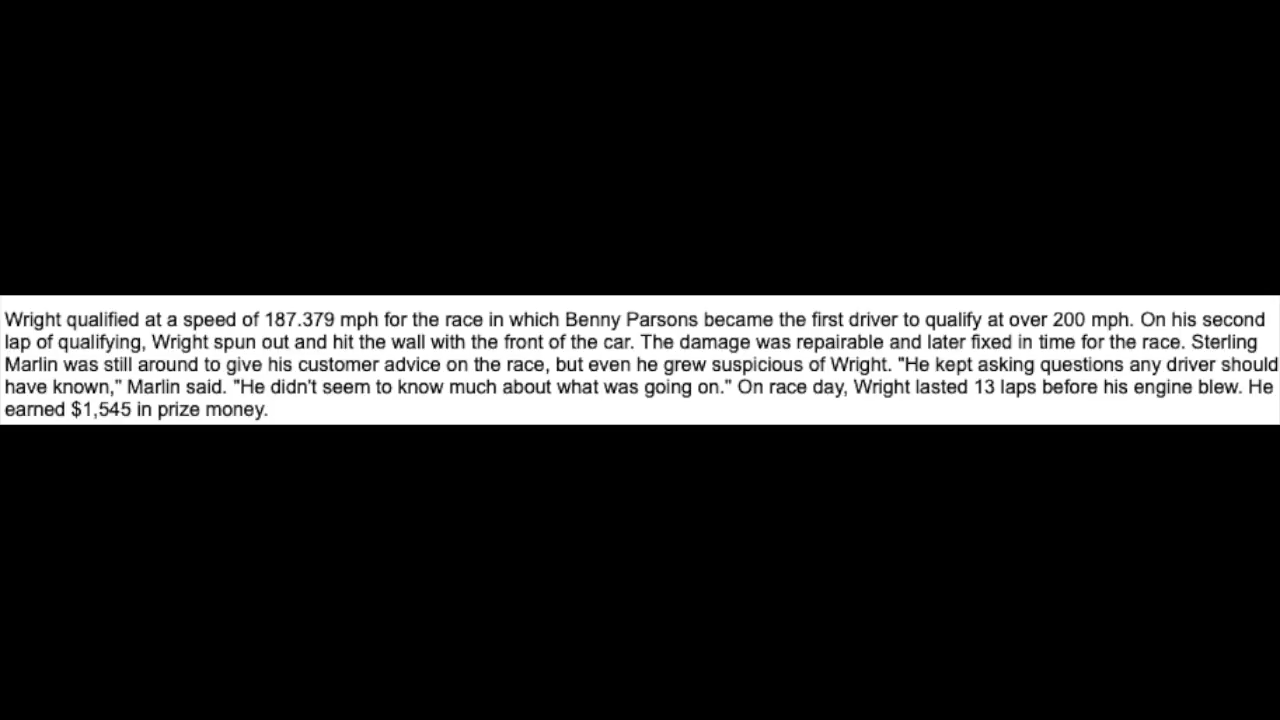 Wright qualified at a speed of 187.379 mph for the race in which Benny Parsons became the first driver to qualify at over 200 mph. On his second
lap of qualifying, Wright spun out and hit the wall with the front of the car. The damage was repairable and later fixed in time for the race. Sterling
Marlin was still around to give his customer advice on the race, but even he grew suspicious of Wright. "He kept asking questions any driver should
have known," Marlin said. "He didn't seem to know much about what was going on." On race day, Wright lasted 13 laps before his engine blew. He
earned $1,545 in prize money.